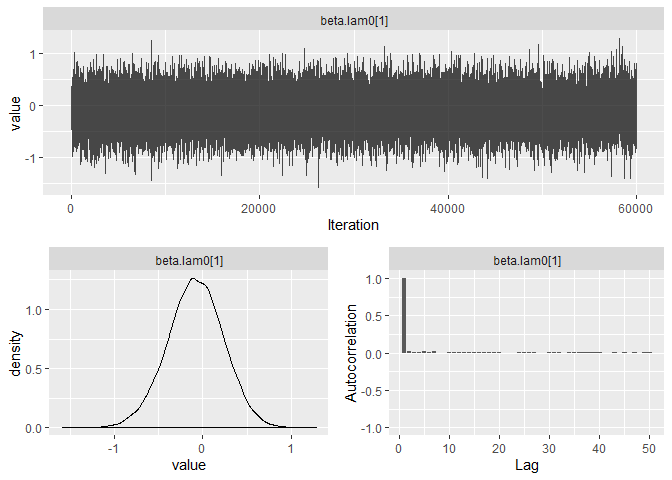 beta.lam0[1]
1
0
-1
value
0
20000
40000
60000
Iteration
beta.lam0[1]
1.0
0.5
0.0
density
-1
0
1
value
beta.lam0[1]
1.0
0.5
0.0
-0.5
-1.0
Autocorrelation
0
10
20
30
40
50
Lag